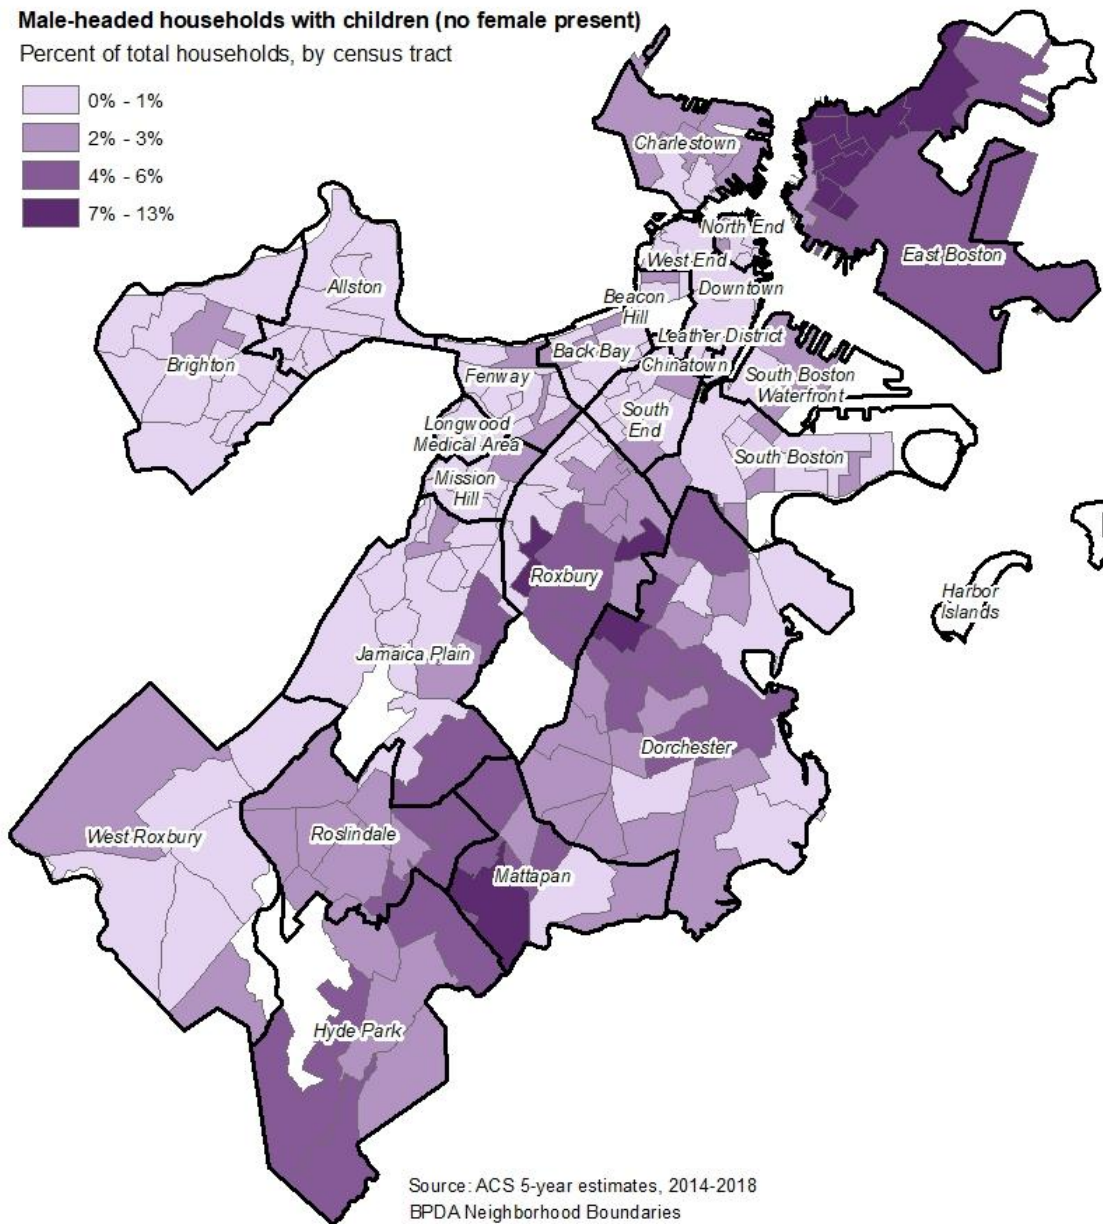 Male-headed households with children (no female present)
Percent of total households, by census tract
0% - 1%
2% - 3%
4% - 6%
7% - 13%
Charlestown
North End
West End
East Boston
Allston
Downtown
Beacon
Hill
Leather District
Brighton
Back Bay
Chinatown
Fenway
South Boston
Waterfront
South
End
Longwood
Medical Area
South Boston
Mission
Hill
Roxbury
Harbor
Islands
Jamaica Plain
Dorchester
West Roxbury
Roslindale
Mattapan
Hyde Park
Source: ACS 5-year estimates, 2014-2018
BPDA Neighborhood Boundaries